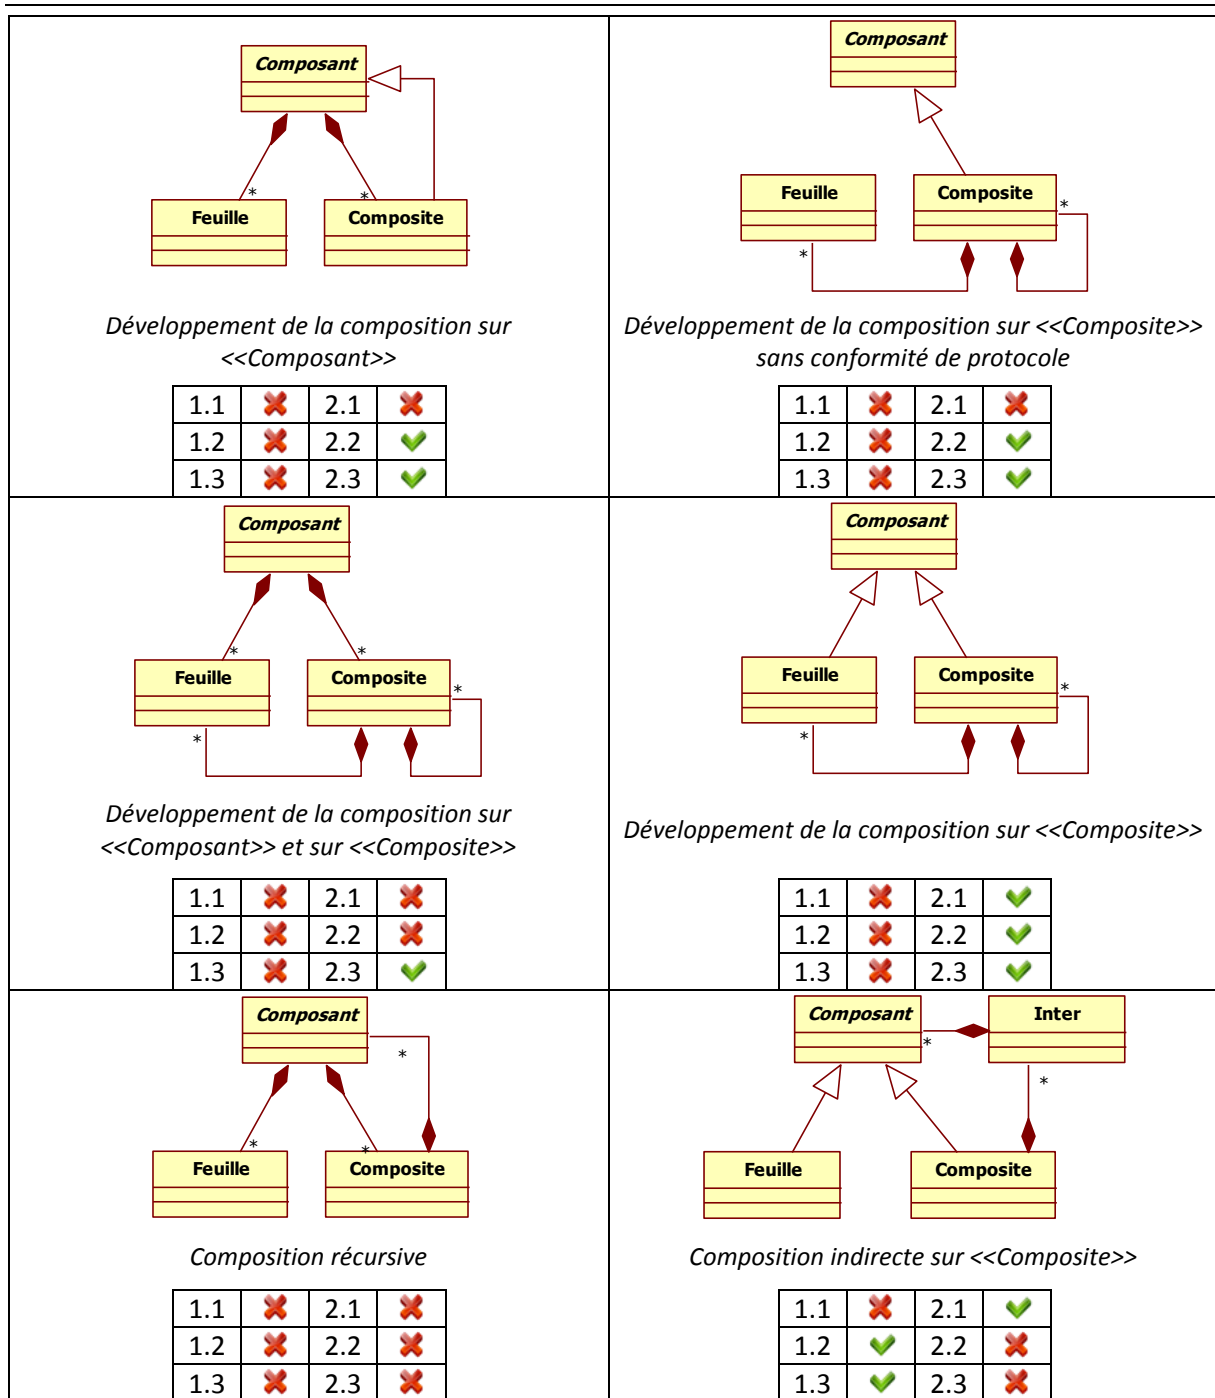 Composant
*
*
Feuille
Composite
Développement de la composition sur
<<Composant>>
1.1 ✖ 2.1 ✖
1.2 ✖ 2.2 ✔
1.3 ✖ 2.3 ✔
Composant
Feuille
Composite
*
*
Développement de la composition sur <<Composite>>
sans conformité de protocole
1.1 ✖ 2.1 ✖
1.2 ✖ 2.2 ✔
1.3 ✖ 2.3 ✔
Composant
*
*
Feuille
Composite
*
*
Développement de la composition sur
<<Composant>> et sur <<Composite>>
1.1 ✖ 2.1 ✖
1.2 ✖ 2.2 ✖
1.3 ✖ 2.3 ✔
Composant
Feuille
Composite
*
*
Développement de la composition sur <<Composite>>
1.1 ✖ 2.1 ✔
1.2 ✖ 2.2 ✔
1.3 ✖ 2.3 ✔
Composant
*
*
*
Feuille
Composite
Composition récursive
1.1 ✖ 2.1 ✖
1.2 ✖ 2.2 ✖
1.3 ✖ 2.3 ✖
Composant
Inter
*
*
Feuille
Composite
Composition indirecte sur <<Composite>>
1.1 ✖ 2.1 ✔
1.2 ✔ 2.2 ✖
1.3 ✔ 2.3 ✖